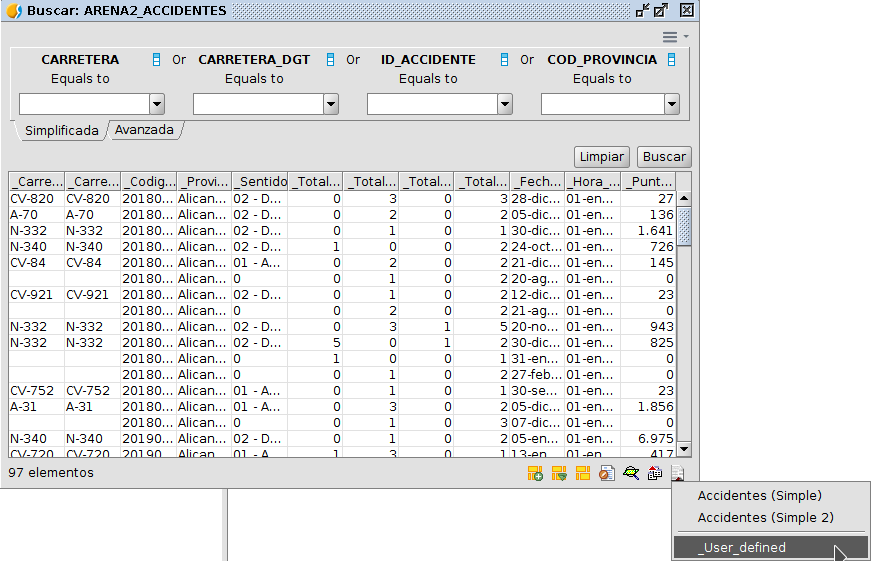 Buscar: ARENA2_ACCIDENTES
CARRETERA Or CARRETERA_DGT Or ID_ACCIDENTE Or COD_PROVINCIA
Equals to Equals to Equals to Equals to
Simplificada Avanzada
Limpiar Buscar
_Carre... _Carre... _Codig... _Provi... _Sentido _Total... _Total... _Total... _Total... _Fech... _Hora_... _Punt...
CV-820 CV-820 20180... Alican... 02 - D... 0 3 0 3 28-dic... 01-en... 27
A-70 A-70 20180... Alican... 02 - D... 0 2 0 2 05-dic... 01-en... 136
N-332 N-332 20180... Alican... 02 - D... 0 1 0 1 30-dic... 01-en... 1.641
N-340 N-340 20180... Alican... 02 - D... 1 0 0 2 24-oct... 01-en... 726
CV-84 CV-84 20180... Alican... 01 - A... 0 2 0 2 21-dic... 01-en... 145
20180... Alican... 0 0 1 0 2 20-ag... 01-en... 0
CV-921 CV-921 20180... Alican... 02 - D... 0 1 0 2 12-dic... 01-en... 23
20180... Alican... 0 0 2 0 2 21-ag... 01-en... 0
N-332 N-332 20180... Alican... 02 - D... 0 3 1 5 20-no... 01-en... 943
N-332 N-332 20180... Alican... 02 - D... 5 0 1 2 30-dic... 01-en... 825
20180... Alican... 0 1 0 0 1 31-en... 01-en... 0
20180... Alican... 0 0 1 0 2 27-feb... 01-en... 0
CV-752 CV-752 20180... Alican... 01 - A... 0 1 0 1 30-se... 01-en... 23
A-31 A-31 20180... Alican... 01 - A... 0 3 0 2 05-dic... 01-en... 1.856
20180... Alican... 0 0 1 0 3 07-dic... 01-en... 0
N-340 N-340 20190... Alican... 02 - D... 0 1 0 2 05-en... 01-en... 6.975
CV-720 CV-720 20190... Alican... 01 - A... 1 3 0 1 13-en... 01-en... 417
97 elementos
Accidentes (Simple)
Accidentes (Simple 2)
_User_defined